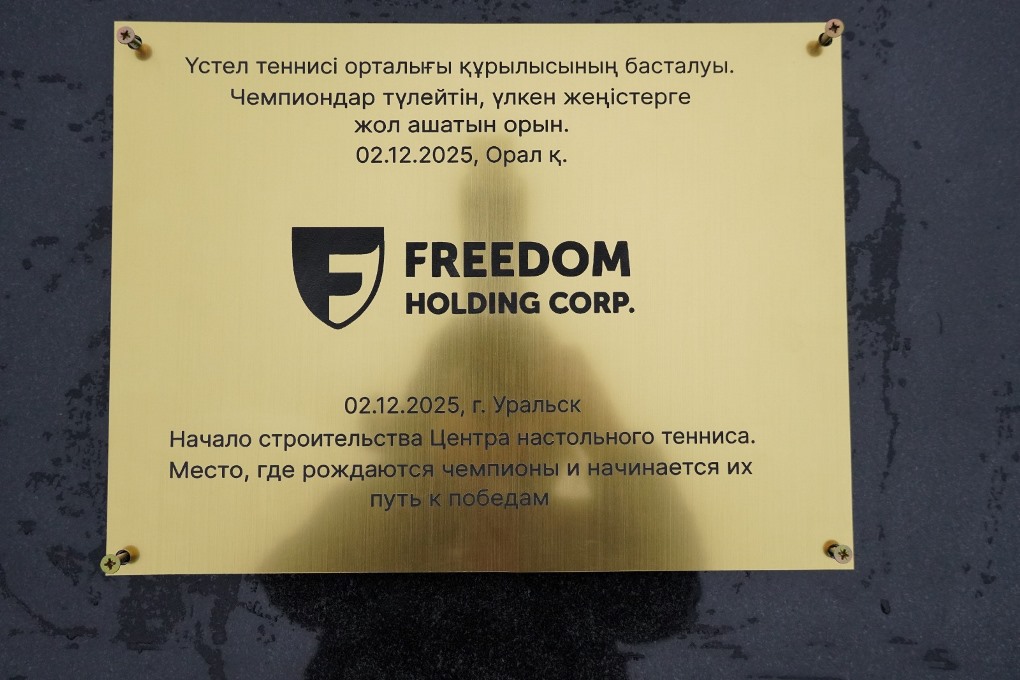 Үстел теннисі орталығы құрылысының басталуы.
Чемпиондар түлейтін, үлкен жеңістерге
жол ашатын орын.
02.12.2025, Орал қ.
FREEDOM
HOLDING CORP.
02.12.2025, г. Уральск
Начало строительства Центра настольного тенниса.
Место, где рождаются чемпионы и начинается их
путь к победам